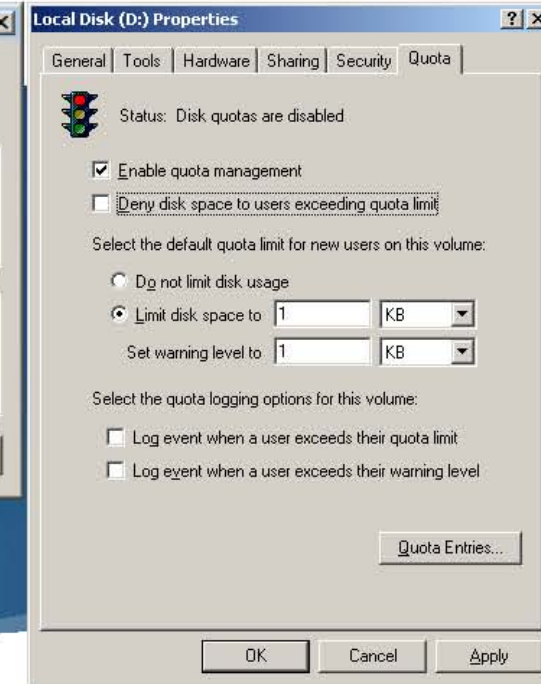 Local Disk (D:) Properties
General Tools Hardware Sharing Security Quota
Status: Disk quotas are disabled
Enable quota management
Deny disk space to users exceeding quota limit
Select the default quota limit for new users on this volume:
Do not limit disk usage
Limit disk space to 1 KB
Set warning level to 1 KB
Select the quota logging options for this volume:
Log event when a user exceeds their quota limit
Log event when a user exceeds their warning level
Quota Entries...
OK Cancel Apply